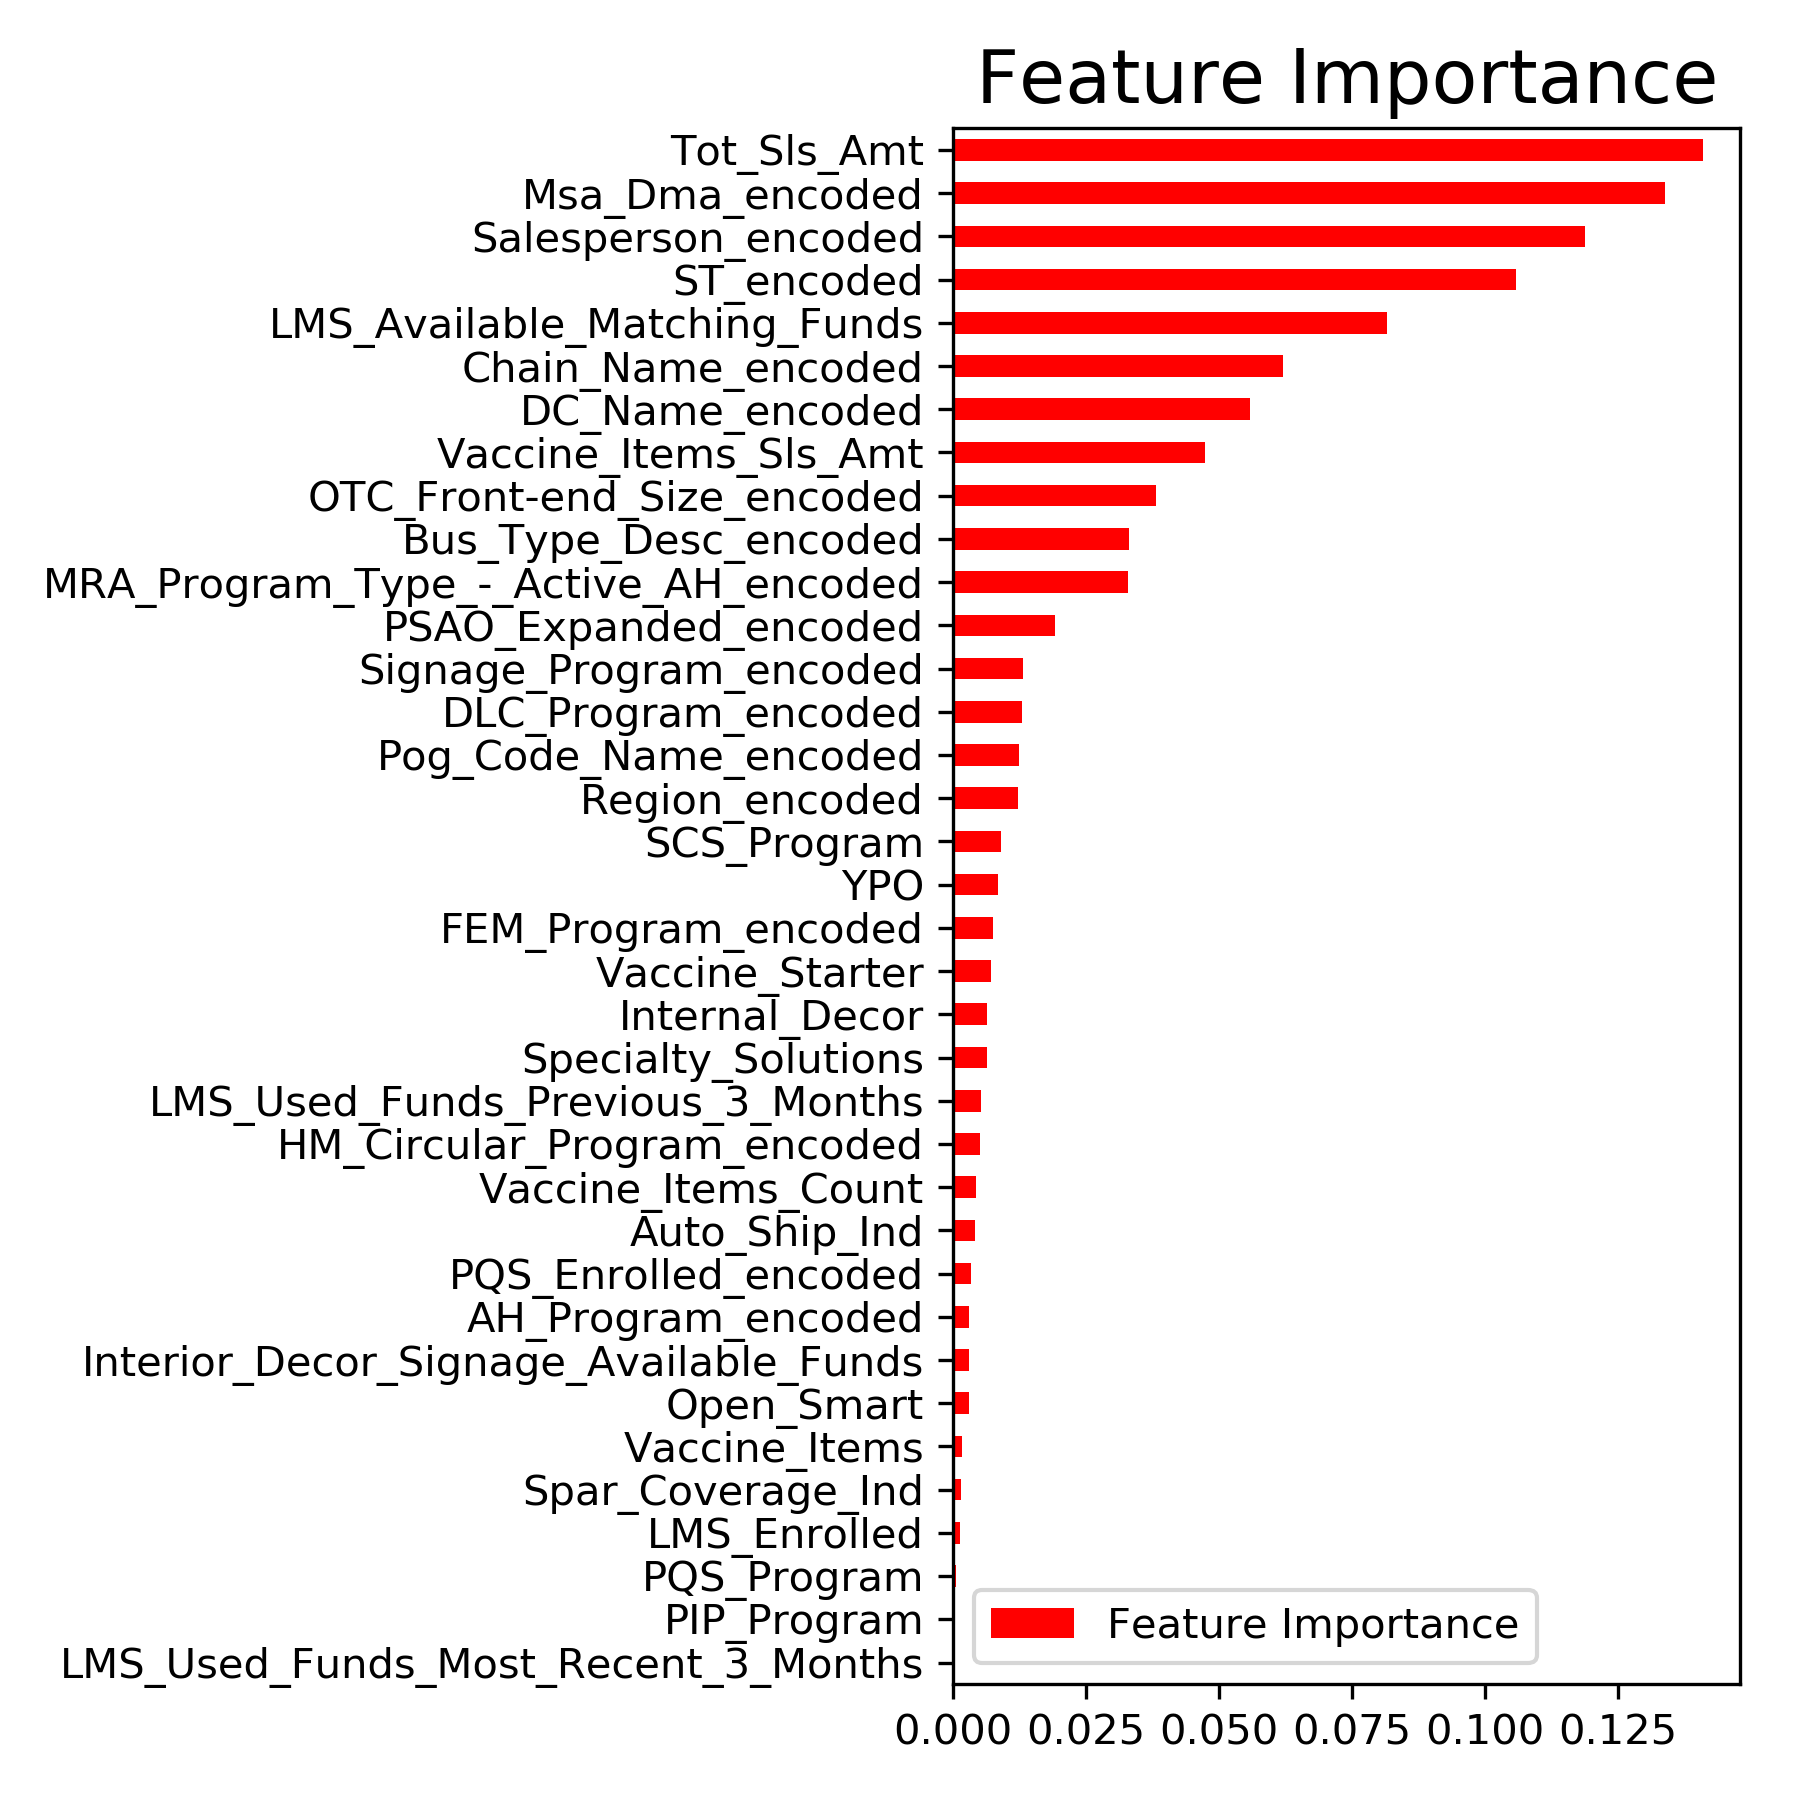 Feature Importance
Tot_Sls_Amt
Msa_Dma_encoded
Salesperson_encoded
ST_encoded
LMS_Available_Matching_Funds
Chain_Name_encoded
DC_Name_encoded
Vaccine_Items_Sls_Amt
OTC_Front-end_Size_encoded
Bus_Type_Desc_encoded
MRA_Program_Type_-_Active_AH_encoded
PSAO_Expanded_encoded
Signage_Program_encoded
DLC_Program_encoded
Pog_Code_Name_encoded
Region_encoded
SCS_Program
YPO
FEM_Program_encoded
Vaccine_Starter
Internal_Decor
Specialty_Solutions
LMS_Used_Funds_Previous_3_Months
HM_Circular_Program_encoded
Vaccine_Items_Count
Auto_Ship_Ind
PQS_Enrolled_encoded
AH_Program_encoded
Interior_Decor_Signage_Available_Funds
Open_Smart
Vaccine_Items
Spar_Coverage_Ind
LMS_Enrolled
PQS_Program
PIP_Program
Feature Importance
LMS_Used_Funds_Most_Recent_3_Months
0.000 0.025 0.050 0.075 0.100 0.125